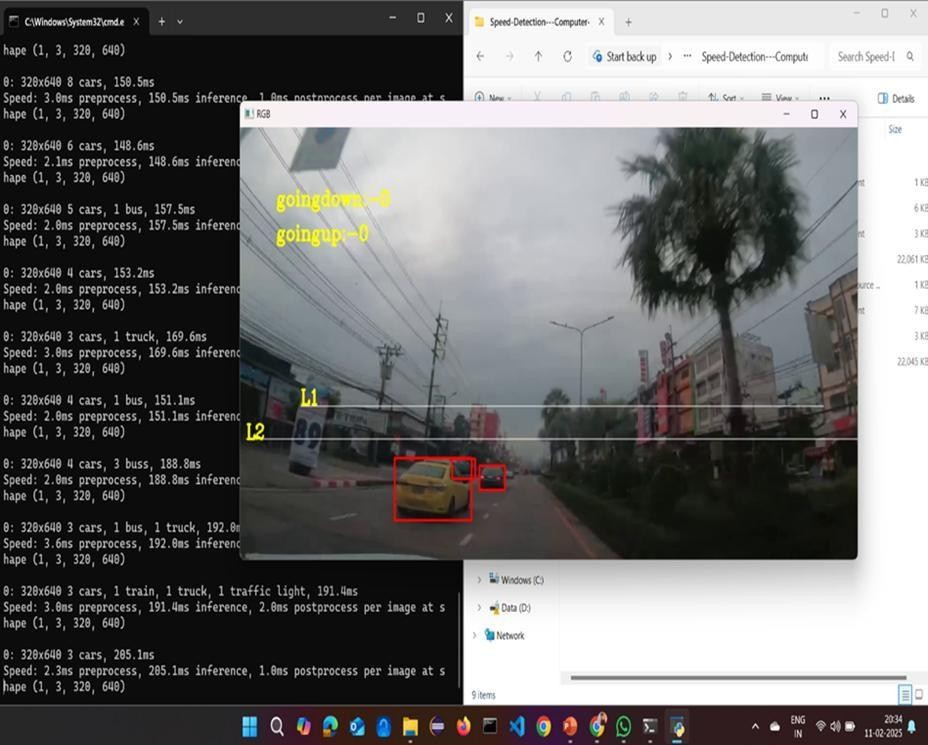 C:\Windows\System32\cmd.e
hape (1, 3, 320, 640)
0: 320x640 8 cars, 150.5ms
Speed: 3.0ms preprocess, 150.5ms inference, 1.0ms postprocess per image at s
hape (1, 3, 320, 640)
0: 320x640 6 cars, 148.6ms
Speed: 2.1ms preprocess, 148.6ms inferenc
hape (1, 3, 320, 640)
0: 320x640 5 cars, 1 bus, 157.5ms
Speed: 2.0ms preprocess, 157.5ms inferenc
hape (1, 3, 320, 640)
0: 320x640 4 cars, 153.2ms
Speed: 2.0ms preprocess, 153.2ms inferenc
hape (1, 3, 320, 640)
0: 320x640 3 cars, 1 truck, 169.6ms
Speed: 3.0ms preprocess, 169.6ms inferenc
hape (1, 3, 320, 640)
0: 320x640 4 cars, 1 bus, 151.1ms
Speed: 2.0ms preprocess, 151.1ms inferenc
hape (1, 3, 320, 640)
0: 320x640 4 cars, 3 buss, 188.8ms
Speed: 2.0ms preprocess, 188.8ms inferenc
hape (1, 3, 320, 640)
0: 320x640 3 cars, 1 bus, 1 truck, 192.0m
Speed: 3.6ms preprocess, 192.0ms inferenc
hape (1, 3, 320, 640)
0: 320x640 3 cars, 1 train, 1 truck, 1 traffic light, 191.4ms
Speed: 3.0ms preprocess, 191.4ms inference, 2.0ms postprocess per image at s
hape (1, 3, 320, 640)
0: 320x640 3 cars, 205.1ms
Speed: 2.3ms preprocess, 205.1ms inference, 1.0ms postprocess per image at s
hape (1, 3, 320, 640)
Speed-Detection---Computer-
Start back up
Speed-Detection---Compute
Search Speed-D
New
Sort
View
Details
Size
RGB
goingdown:-0
goingup:-0
L1
L2
89
1 KB
6 KB
3 KB
22,061 KB
ource ..
1 KB
7 KB
3 KB
22,045 KB
Windows (C:)
Data (D:)
Network
9 items
ENG
IN
20:34
11-02-2025